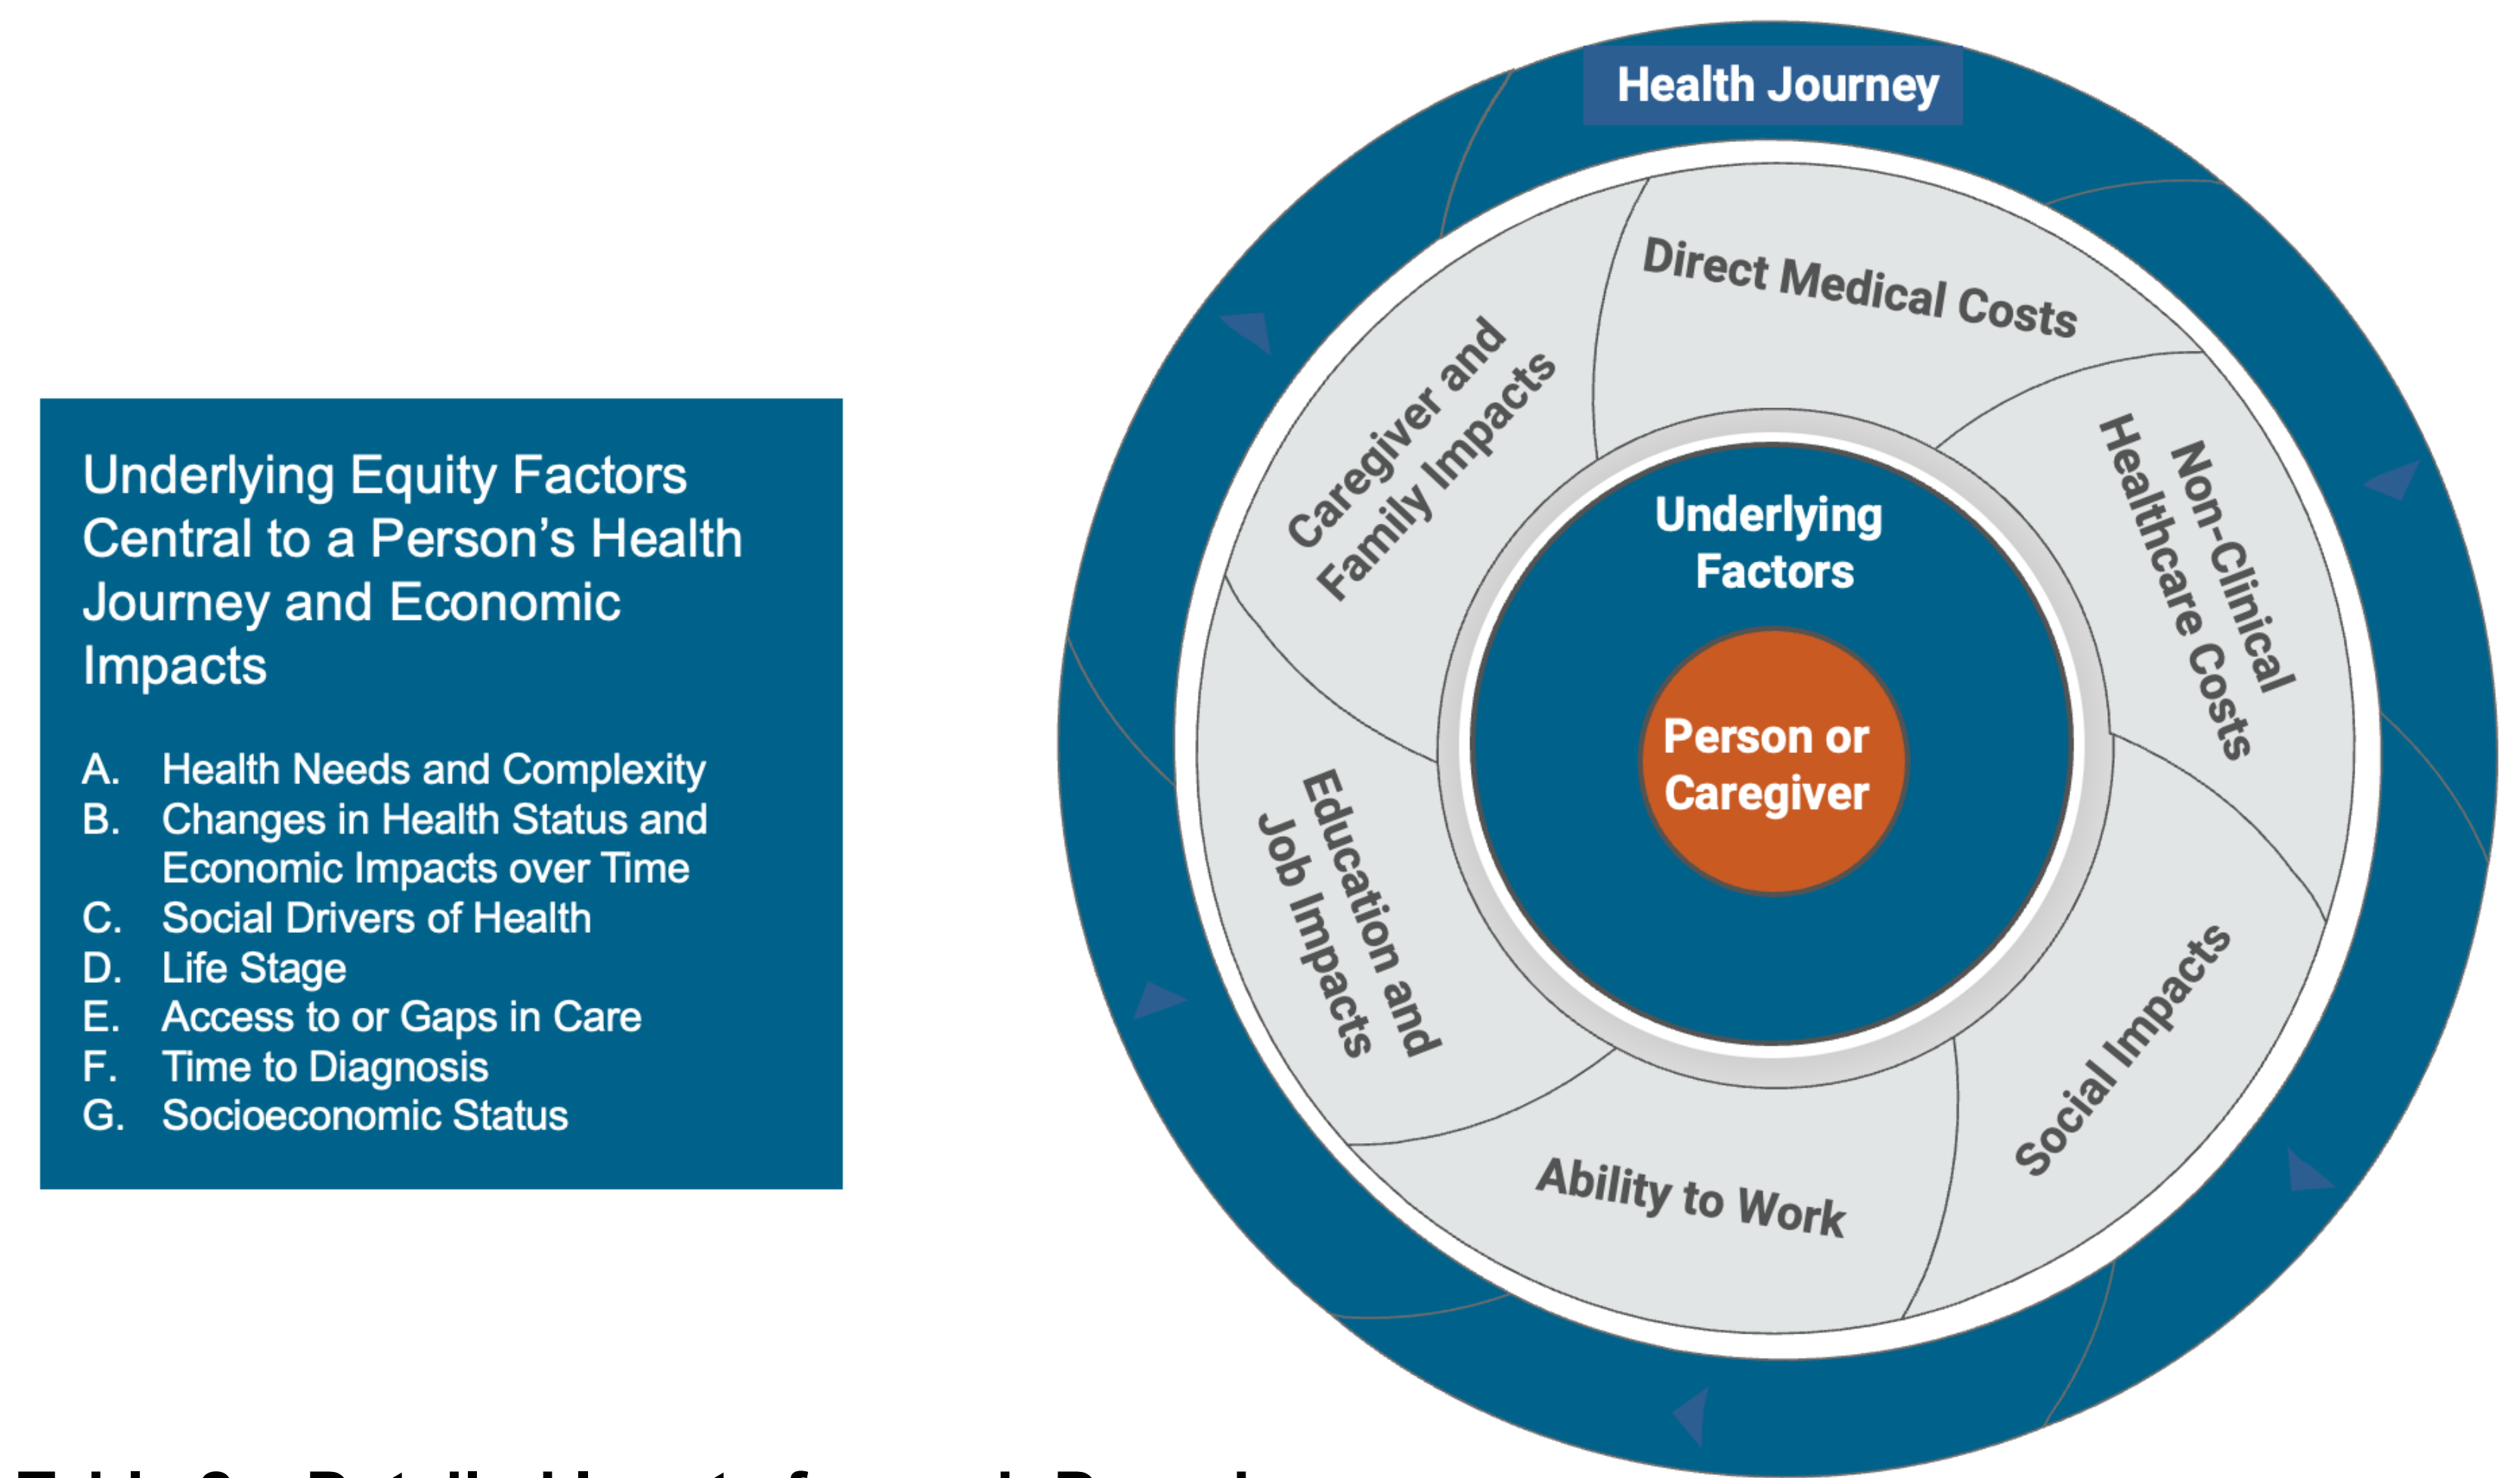 Underlying Equity Factors
Central to a Person’s Health
Journey and Economic
Impacts
A. Health Needs and Complexity
B. Changes in Health Status and
Economic Impacts over Time
C. Social Drivers of Health
D. Life Stage
E. Access to or Gaps in Care
F. Time to Diagnosis
G. Socioeconomic Status
Health Journey
Direct Medical Costs
Non-Clinical
Healthcare Costs
Social Impacts
Ability to Work
Education and
Job Impacts
Caregiver and
Family Impacts
Underlying
Factors
Person or
Caregiver